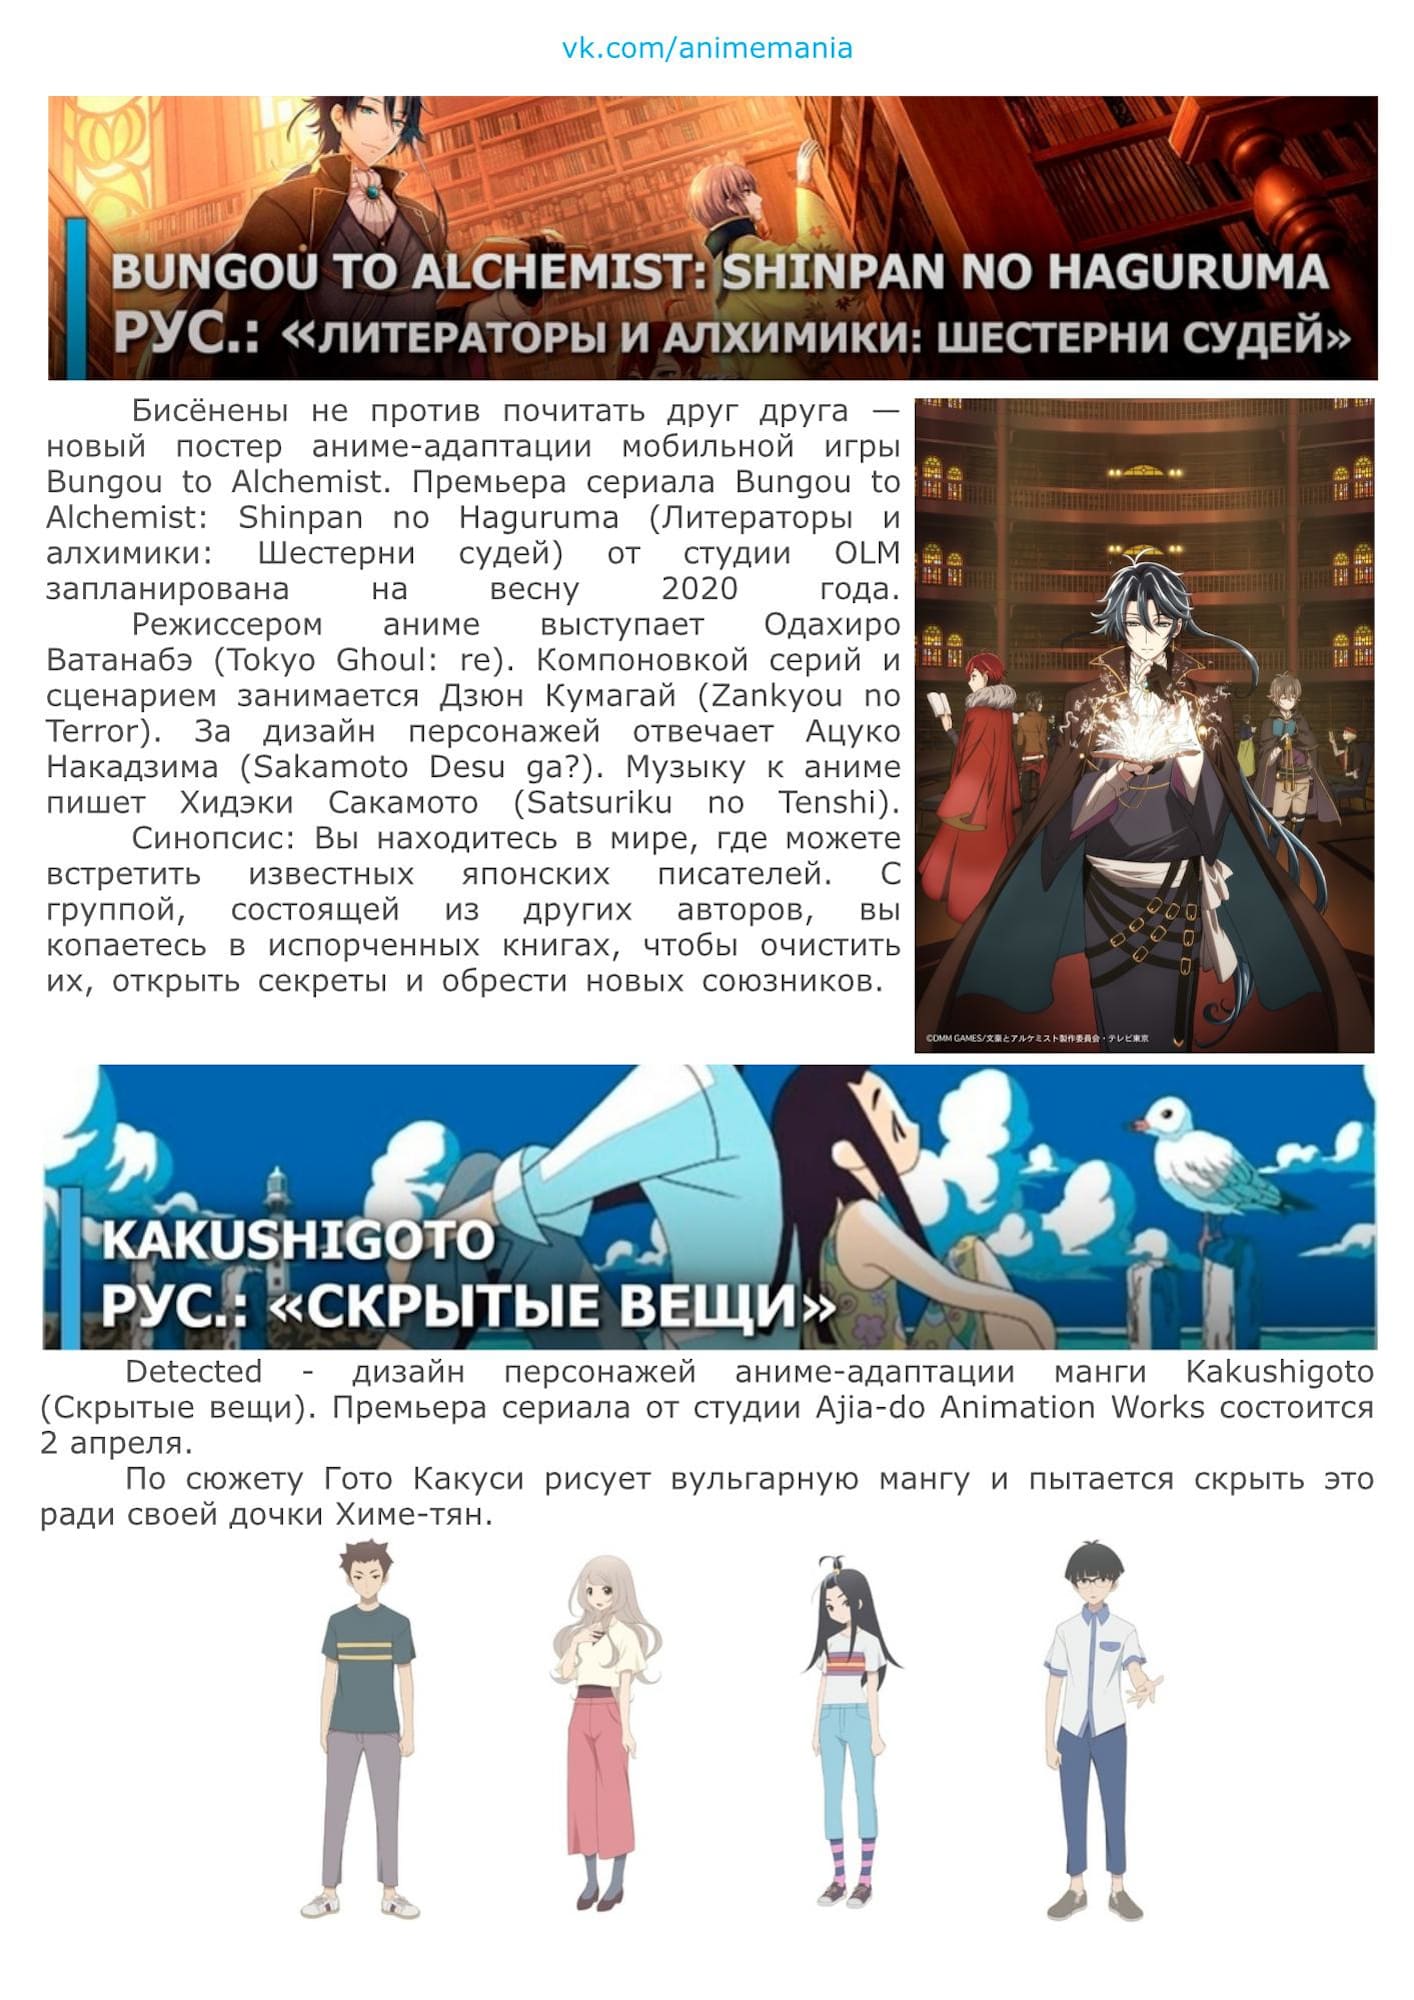 vk.com/animemania
BUNGOU TO ALCHEMIST: SHINPAN NO HAGURUMA
РУС.: «ЛИТЕРАТОРЫ И АЛХИМИКИ: ШЕСТЕРНИ СУДЕЙ»
Бисёнены не против почитать друг друга —
новый постер аниме-адаптации мобильной игры
Bungou to Alchemist. Премьера сериала Bungou to
Alchemist: Shinpan no Haguruma (Литераторы и
алхимики: Шестерни судей) от студии OLM
запланирована на весну 2020 года.
Режиссером аниме выступает Одахиро
Ватанабэ (Tokyo Ghoul: re). Компоновкой серий и
сценарием занимается Дзюн Кумагай (Zankyou no
Terror). За дизайн персонажей отвечает Ацуко
Накадзима (Sakamoto Desu ga?). Музыку к аниме
пишет Хидэки Сакамото (Satsuriku no Tenshi).
Синопсис: Вы находитесь в мире, где можете
встретить известных японских писателей. С
группой, состоящей из других авторов, вы
копаетесь в испорченных книгах, чтобы очистить
их, открыть секреты и обрести новых союзников.
©DMM GAMES/文豪とアルケミスト製作委員会・テレビ東京
KAKUSHIGOTO
РУС.: «СКРЫТЫЕ ВЕЩИ»
Detected - дизайн персонажей аниме-адаптации манги Kakushigoto
(Скрытые вещи). Премьера сериала от студии Ajia-do Animation Works состоится
2 апреля.
По сюжету Гото Какуси рисует вульгарную мангу и пытается скрыть это
ради своей дочки Химе-тян.